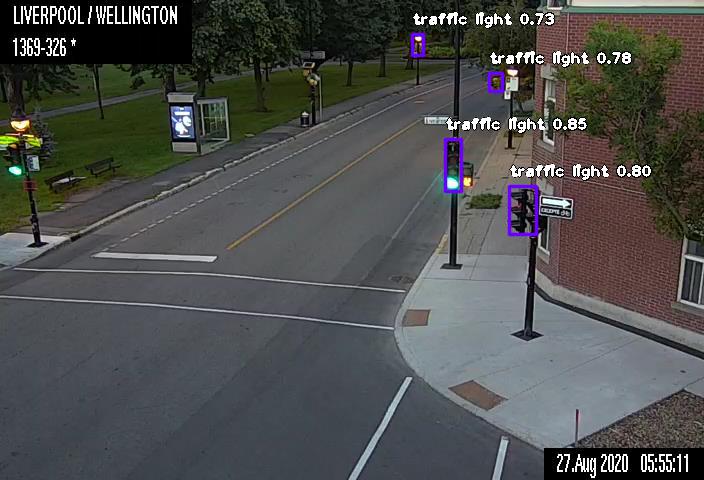 LIVERPOOL / WELLINGTON
1369-326 *
traffic light 0.73
traffic light 0.78
traffic light 0.85
traffic light 0.80
27.Aug 2020 05:55:11